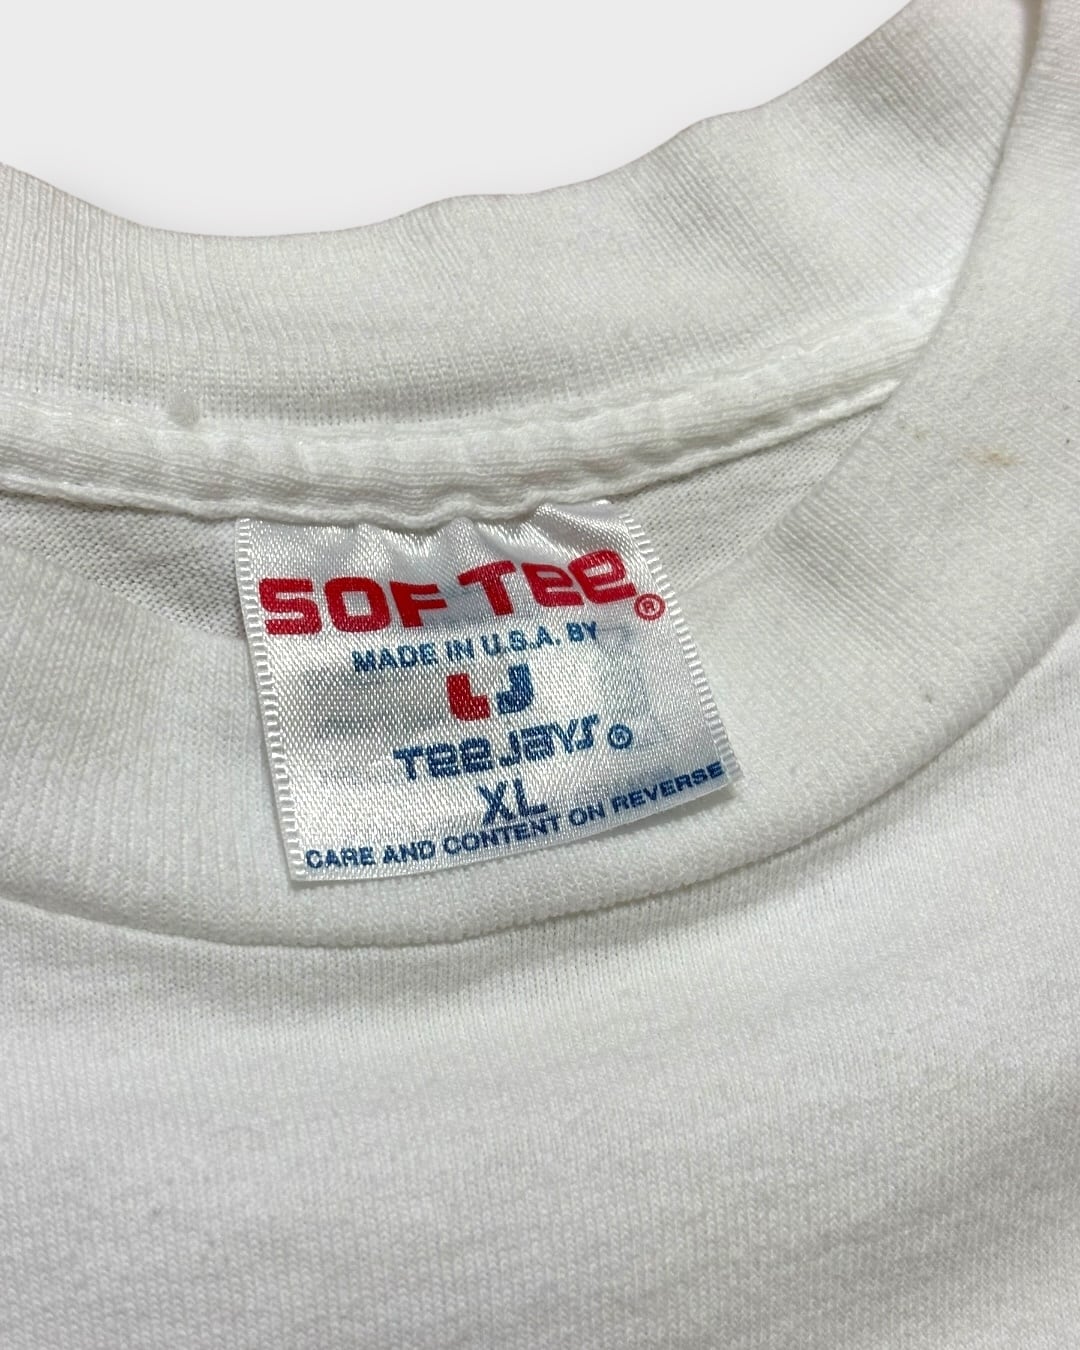 SOF TEE®
MADE IN U.S.A. BY
TJ
TEE JAYS®
XL
CARE AND CONTENT ON REVERSE